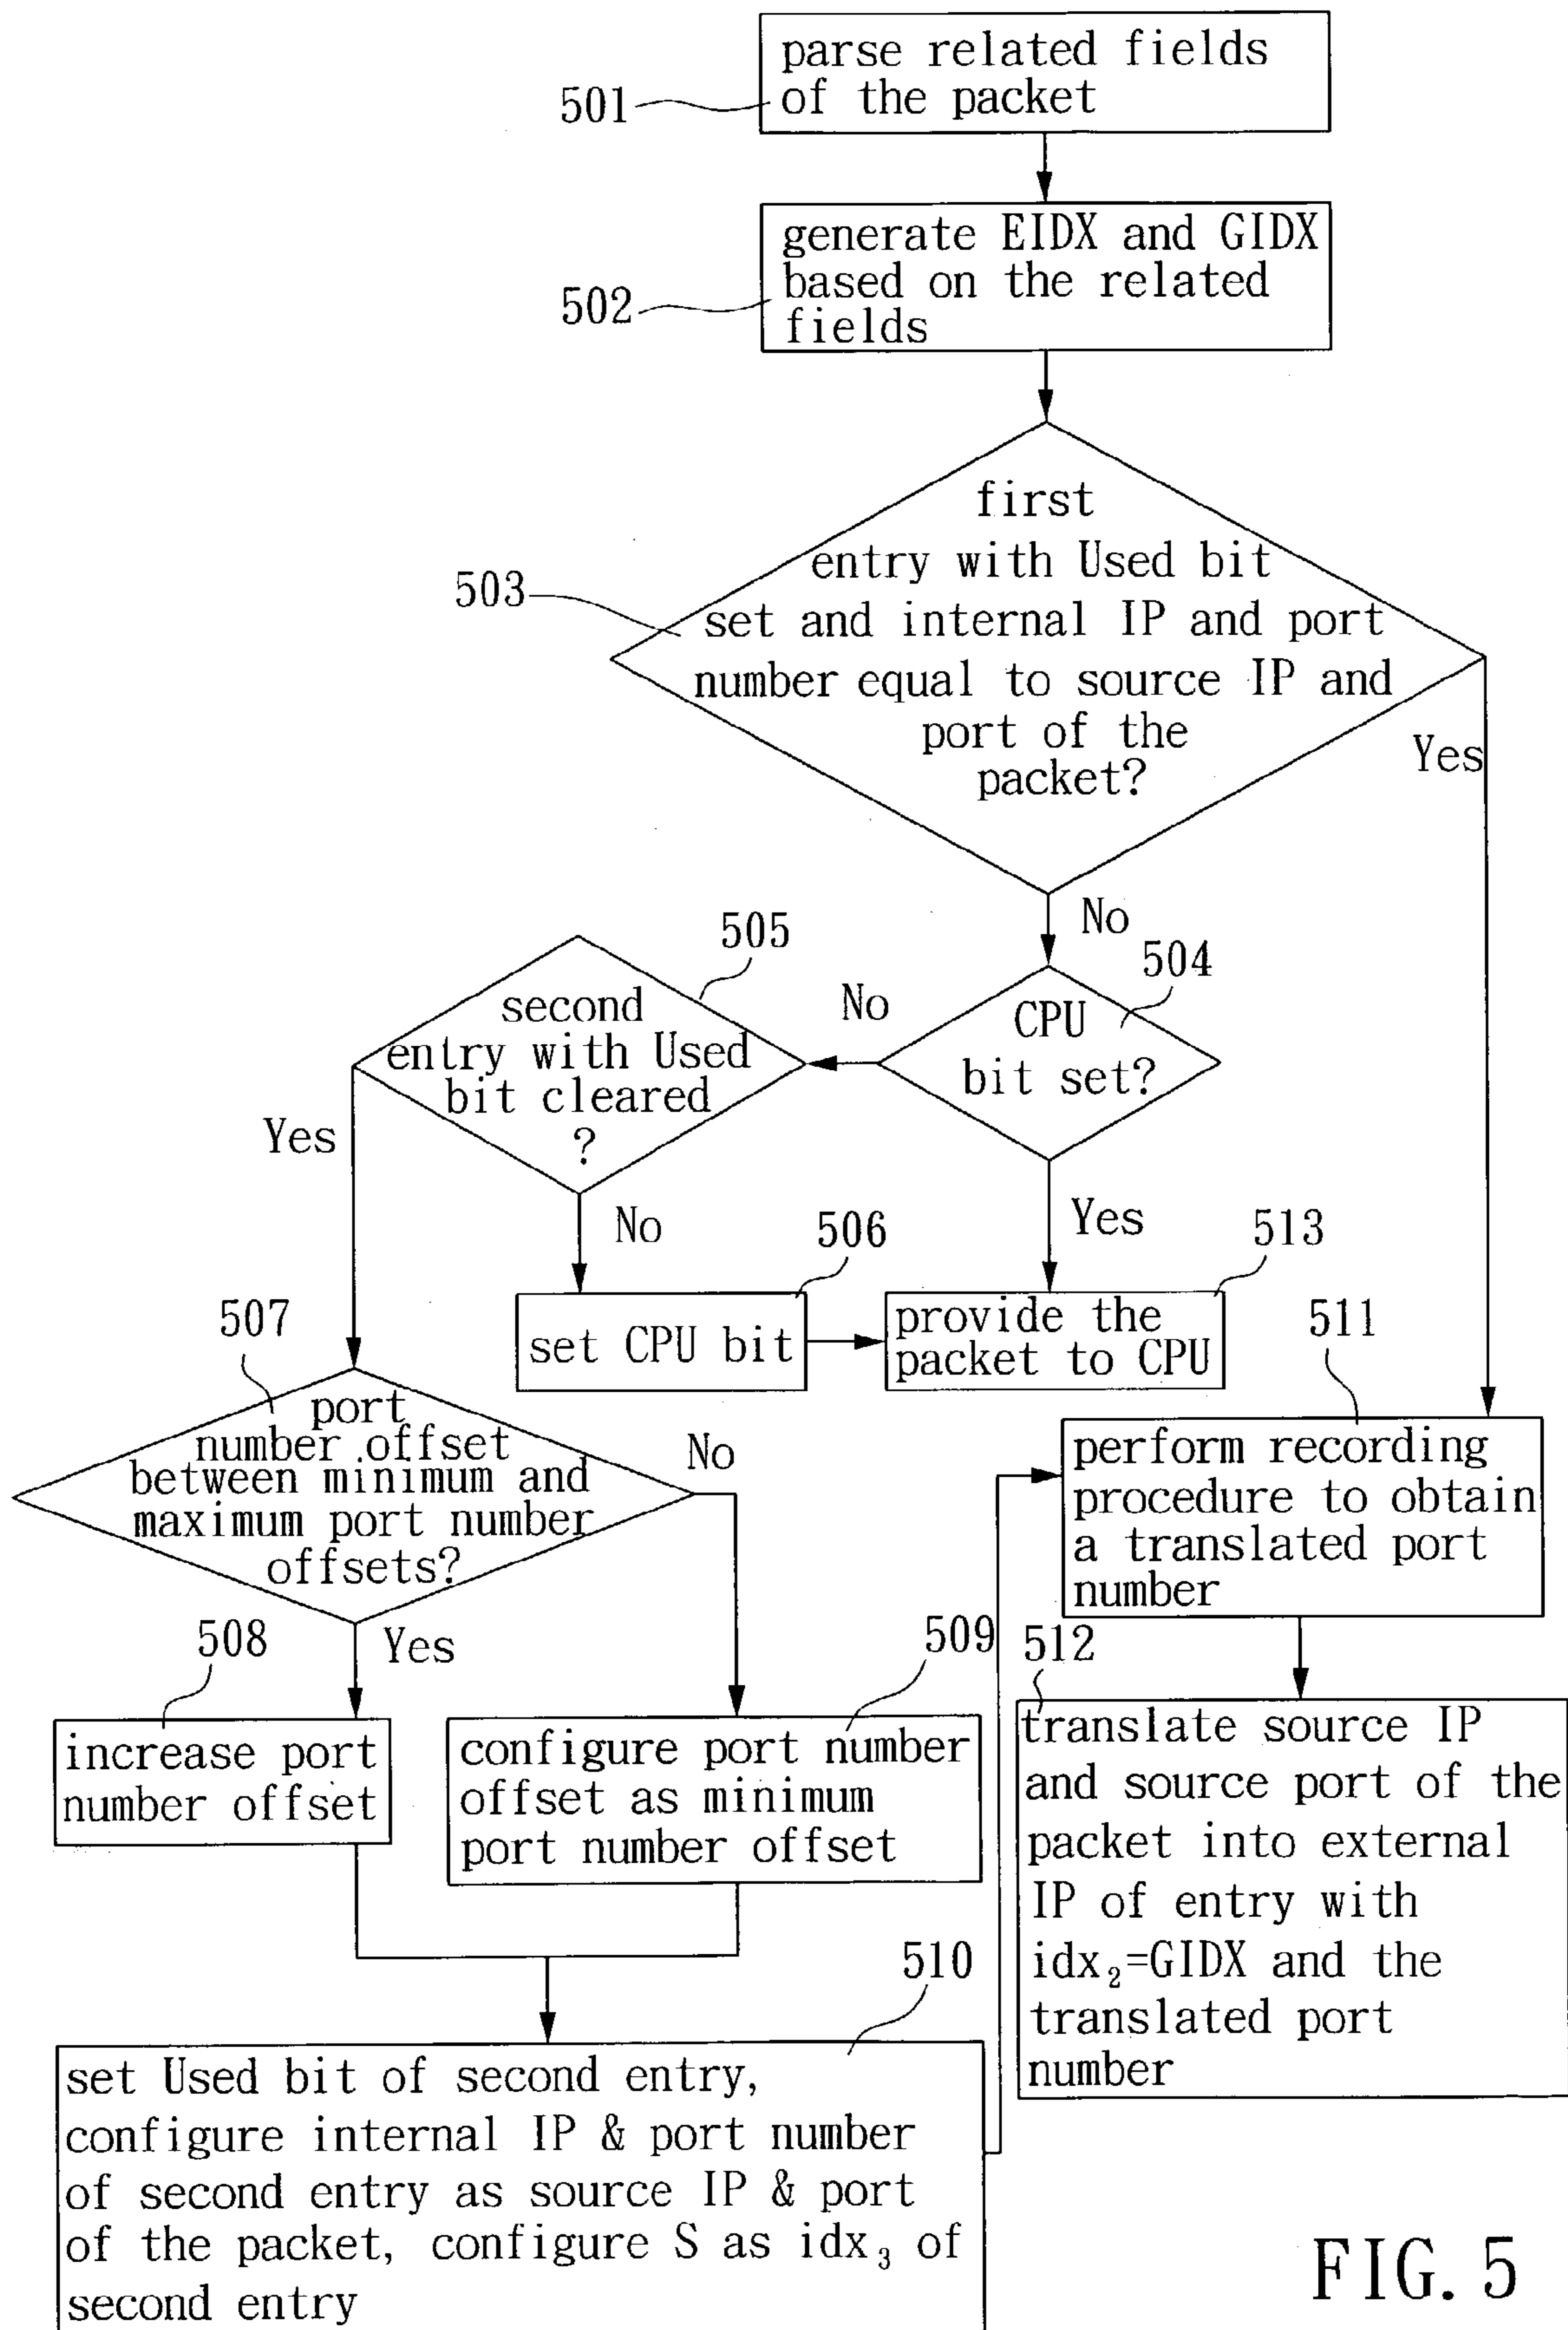 parse related fields
of the packet
501
generate EIDX and GIDX
based on the related
fields
502
first
entry with Used bit
set and internal IP and port
number equal to source IP and
port of the
packet?
503
Yes
No
504
CPU
bit set?
No
505
second
entry with Used
bit cleared
?
Yes
No
Yes
506
set CPU bit
513
provide the
packet to CPU
507
port
number offset
between minimum and
maximum port number
offsets?
No
Yes
511
perform recording
procedure to obtain
a translated port
number
508
increase port
number offset
509
configure port number
offset as minimum
port number offset
512
translate source IP
and source port of the
packet into external
IP of entry with
idx₂=GIDX and the
translated port
number
510
set Used bit of second entry,
configure internal IP & port number
of second entry as source IP & port
of the packet, configure S as idx₃ of
second entry
FIG. 5